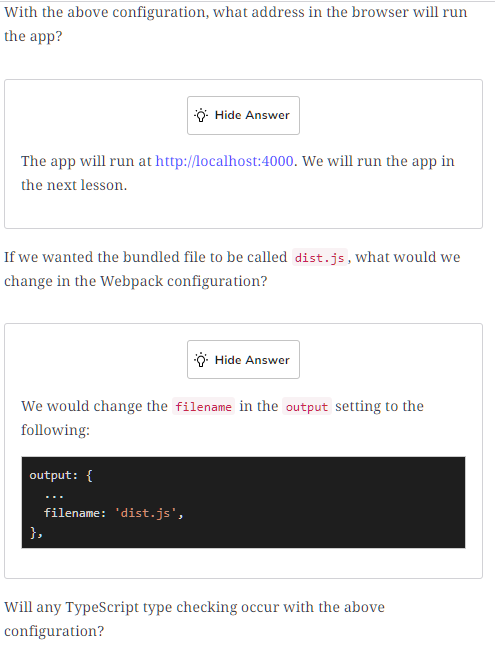 With the above configuration, what address in the browser will run
the app?
Hide Answer
The app will run at http://localhost:4000. We will run the app in
the next lesson.
If we wanted the bundled file to be called dist.js, what would we
change in the Webpack configuration?
Hide Answer
We would change the filename in the output setting to the
following:
output: {
  ...
  filename: 'dist.js',
},
Will any TypeScript type checking occur with the above
configuration?